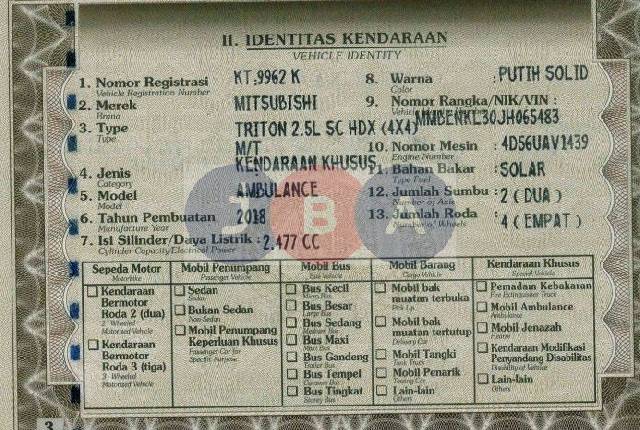 II. IDENTITAS KENDARAAN
VEHICLE IDENTITY
1. Nomor Registrasi KT 9962 K
Vehicle Registration Number
2. Merek MITSUBISHI
Brand
3. Type TRITON 2.5L SC HDX (4X4)
Type M/T
4. Jenis KENDARAAN KHUSUS
Category
5. Model AMBULANCE
Model
6. Tahun Pembuatan 2018
Manufacture Year
7. Isi Silinder/Daya Listrik : 2.477 CC
Cylinder Capacity/Electrical Power
8. Warna : PUTIH SOLID
Color
9. Nomor Rangka/NIK/VIN :
MMBENKL30JH065483
10. Nomor Mesin : 4D56UAV1439
Engine Number
11. Bahan Bakar : SOLAR
Type Fuel
12. Jumlah Sumbu : 2 ( DUA )
Number of Axis
13. Jumlah Roda : 4 ( EMPAT )
Number of Wheels
SBA
Sepeda Motor
Motorbike
Kendaraan
Bermotor
Roda 2 (dua)
2 Wheeled
Motorized Vehicle
Kendaraan
Bermotor
Roda 3 (tiga)
3 Wheeled
Motorized Vehicle
Mobil Penumpang
Passenger Vehicle
Sedan
Sedan
Bukan Sedan
Non-Sedan
Mobil Penumpang
Keperluan Khusus
Passenger Car for
Specific Purpose
Mobil Bus
Bus Vehicle
Bus Kecil
Micro Bus
Bus Besar
Large Bus
Bus Sedang
Medium Bus
Bus Maxi
Maxi Bus
Bus Gandeng
Trailer Bus
Bus Tempel
Bus Tingkat
Storey Bus
Mobil Barang
Cargo Vehicle
Mobil bak
muatan terbuka
Pick Up
Mobil bak
muatan tertutup
Delivery Car
Mobil Tangki
Tank Truck
Mobil Penarik
Towing Car
Lain-lain
Others
Kendaraan Khusus
Special Vehicle
Pemadan Kebakaran
Fire Extinguisher Truck
Mobil Ambulance
Ambulance
Mobil Jenazah
Hearse
Kendaraan Modifikasi
Penyandang Disabilitas
Disability Vehicle
Lain-lain
Others
3